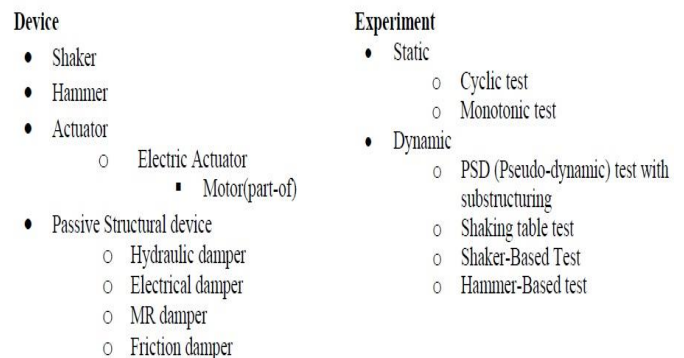 Device
• Shaker
• Hammer
• Actuator
o Electric Actuator
▪ Motor(part-of)
• Passive Structural device
o Hydraulic damper
o Electrical damper
o MR damper
o Friction damper
Experiment
• Static
o Cyclic test
o Monotonic test
• Dynamic
o PSD (Pseudo-dynamic) test with
substructuring
o Shaking table test
o Shaker-Based Test
o Hammer-Based test